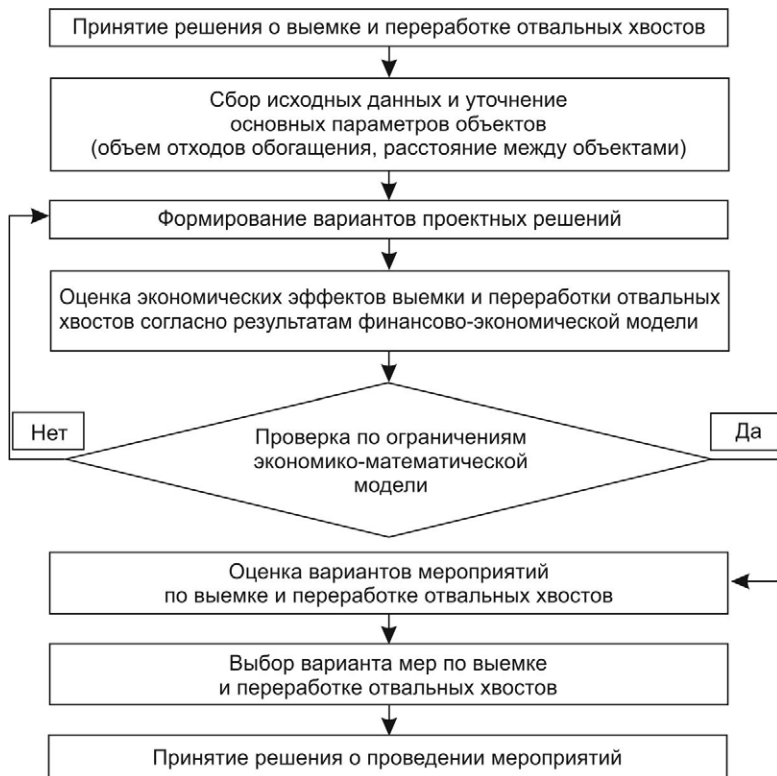 Принятие решения о выемке и переработке отвальных хвостов
Сбор исходных данных и уточнение
основных параметров объектов
(объем отходов обогащения, расстояние между объектами)
Формирование вариантов проектных решений
Оценка экономических эффектов выемки и переработки отвальных
хвостов согласно результатам финансово-экономической модели
Нет
Да
Проверка по ограничениям
экономико-математической
модели
Оценка вариантов мероприятий
по выемке и переработке отвальных хвостов
Выбор варианта мер по выемке
и переработке отвальных хвостов
Принятие решения о проведении мероприятий